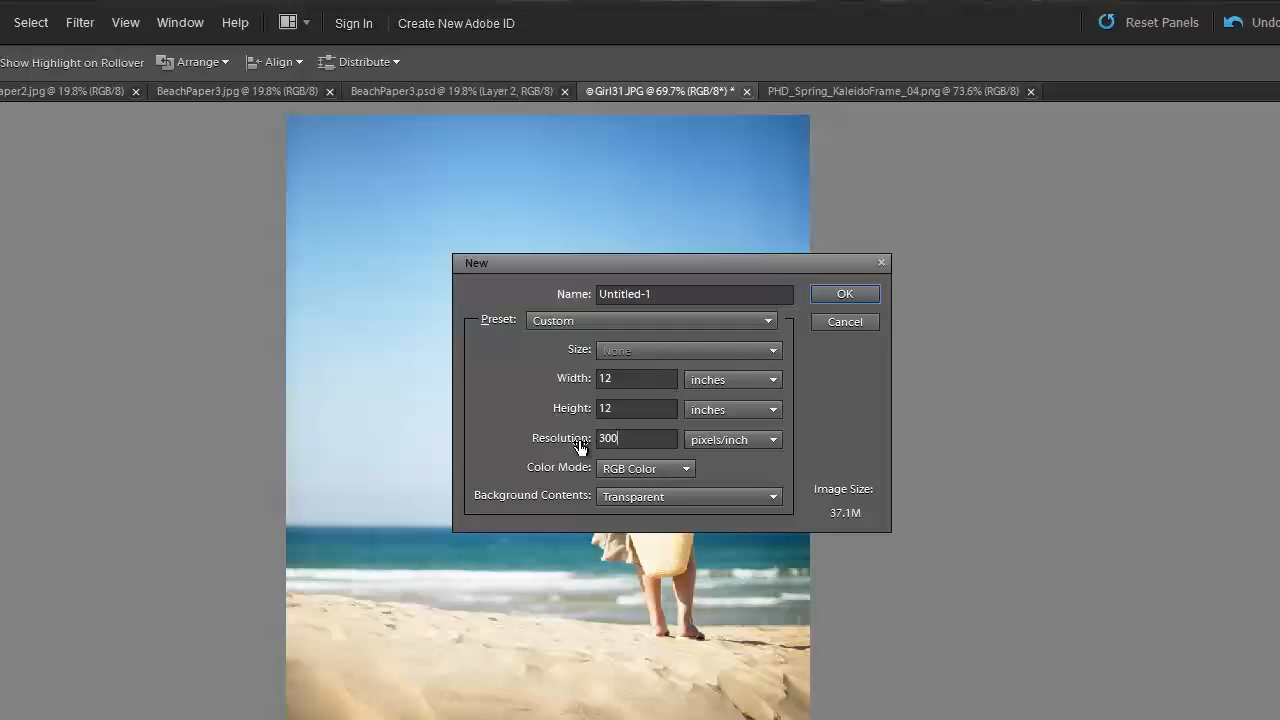 Select Filter View Window Help Sign In Create New Adobe ID Reset Panels Undo
Show Highlight on Rollover Arrange Align Distribute
aper2.jpg @ 19.8% (RGB/8) BeachPaper3.jpg @ 19.8% (RGB/8) BeachPaper3.psd @ 19.8% (Layer 2, RGB/8) Girl31.JPG @ 69.7% (RGB/8*) * PHD_Spring_KaleidoFrame_04.png @ 73.6% (RGB/8)
New
Name: Untitled-1 OK
Preset: Custom Cancel
Size: None
Width: 12 inches
Height: 12 inches
Resolution: 300 pixels/inch
Color Mode: RGB Color
Background Contents: Transparent
Image Size:
37.1M